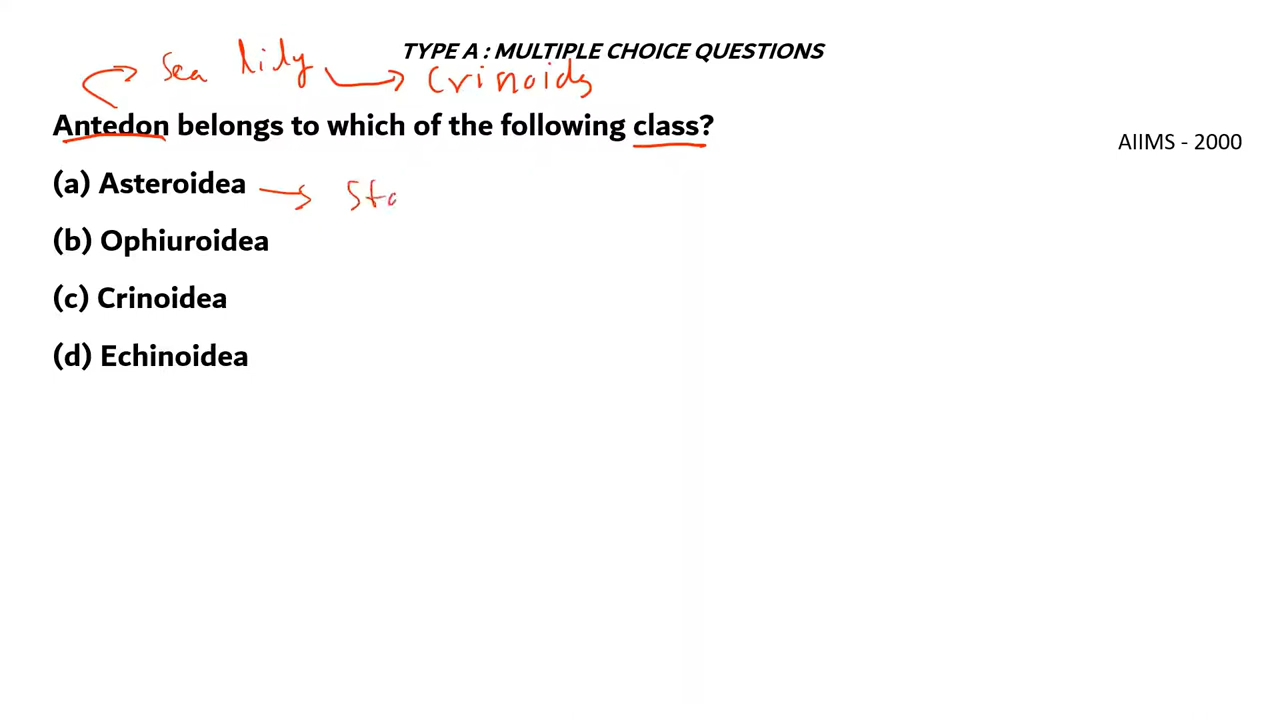 TYPE A : MULTIPLE CHOICE QUESTIONS
Sea lily
Crinoids
Antedon belongs to which of the following class?
AIIMS - 2000
(a) Asteroidea
Sta
(b) Ophiuroidea
(c) Crinoidea
(d) Echinoidea